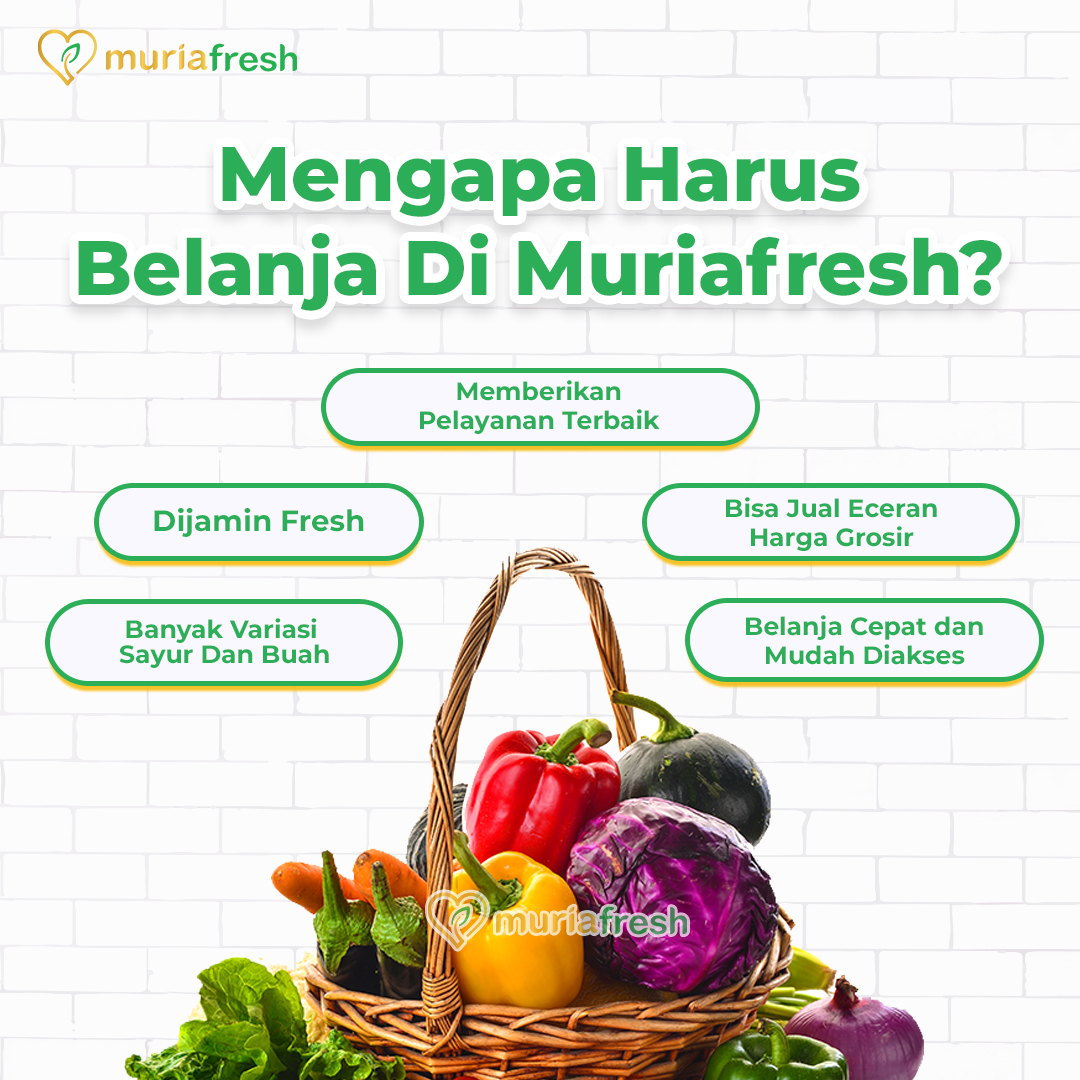 muriafresh
Mengapa Harus
Belanja Di Muriafresh?
Memberikan
Pelayanan Terbaik
Dijamin Fresh
Bisa Jual Eceran
Harga Grosir
Banyak Variasi
Sayur Dan Buah
Belanja Cepat dan
Mudah Diakses
muriafresh